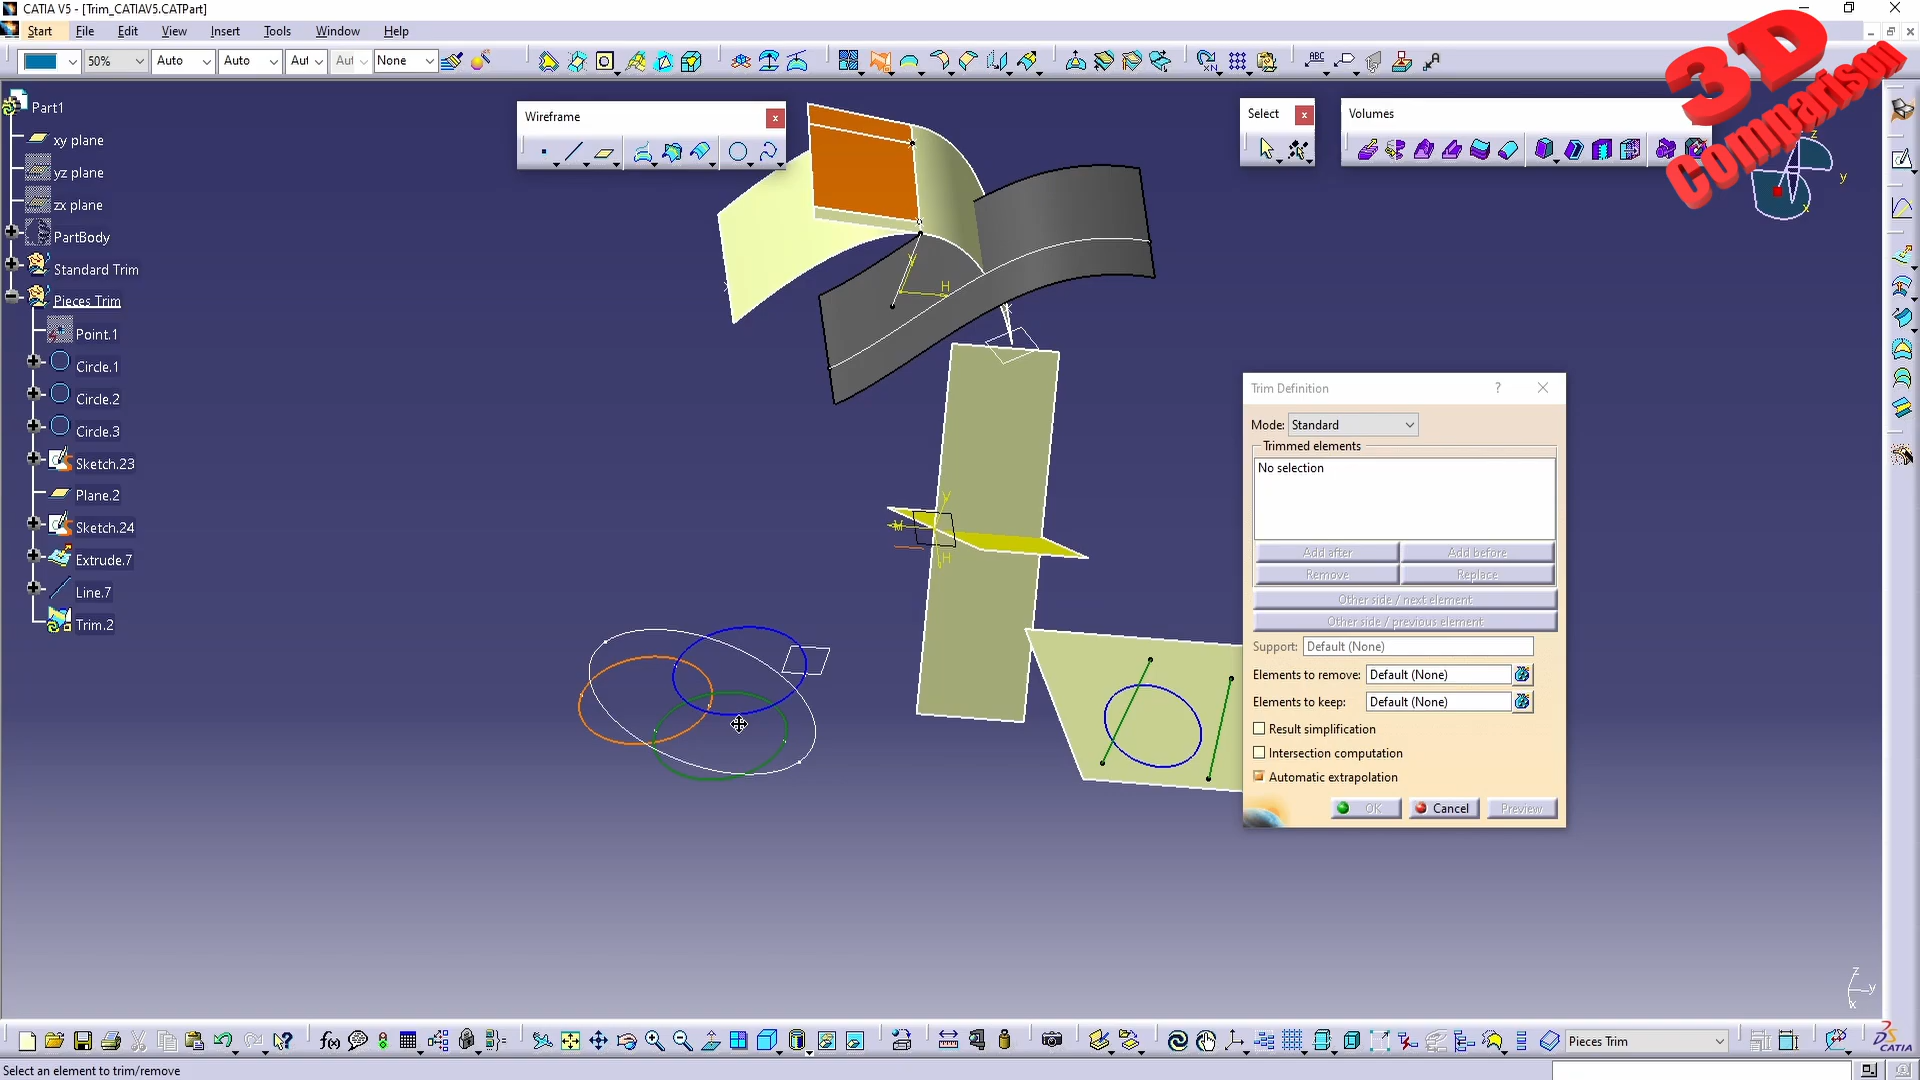 CATIA V5 - [Trim_CATIAV5.CATPart]
Start File Edit View Insert Tools Window Help
50% Auto Auto Aut Aut None
ABC
3D
Comparison
Part1
xy plane
yz plane
zx plane
PartBody
Standard Trim
Pieces Trim
Point.1
Circle.1
Circle.2
Circle.3
Sketch.23
Plane.2
Sketch.24
Extrude.7
Line.7
Trim.2
Wireframe
Select
Volumes
z
y
x
V
H
H
Trim Definition
Mode: Standard
Trimmed elements
No selection
Add after Add before
Remove Replace
Other side / next element
Other side / previous element
Support: Default (None)
Elements to remove: Default (None)
Elements to keep: Default (None)
Result simplification
Intersection computation
Automatic extrapolation
OK Cancel Preview
z
y
x
f(x)
Pieces Trim
CATIA
Select an element to trim/remove